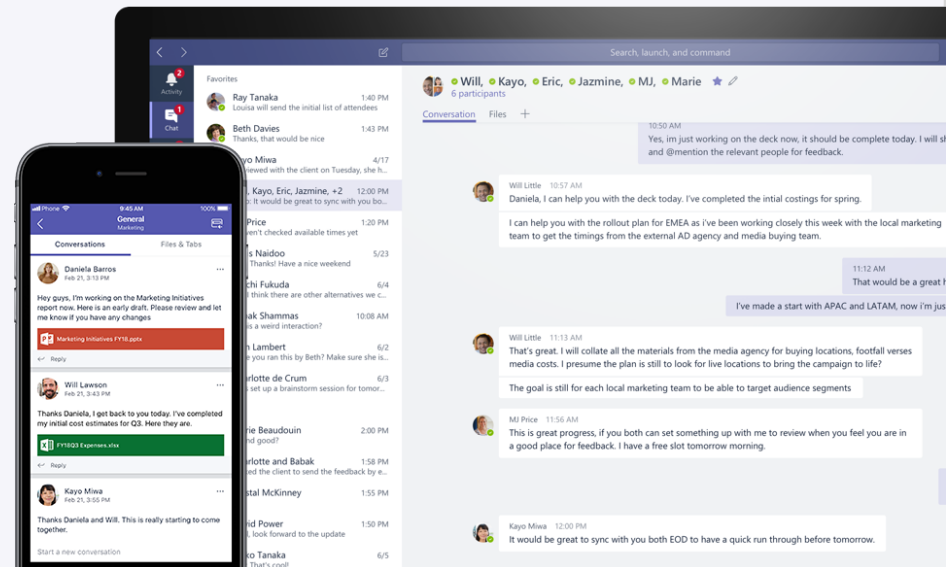 Search, launch, and command
2
Activity
1
Chat
Favorites
Ray Tanaka 1:40 PM
Louisa will send the initial list of attendees
Beth Davies 1:43 PM
Thanks, that would be nice
Miwa 4/17
with the client on Tuesday, she h...
, Kayo, Eric, Jazmine, +2 12:00 PM
: It would be great to sync with you bo...
Price 1:20 PM
checked available times yet
Naidoo 5/23
Thanks! Have a nice weekend
Fukuda 6/4
I think there are other alternatives we c...
Shammas 10:08 AM
is a weird interaction?
Lambert 6/2
you ran this by Beth? Make sure she is...
de Crum 6/3
set up a brainstorm session for tomor...
Beaudouin 2:00 PM
good?
and Babak 1:58 PM
the client to send the feedback by e...
McKinney 1:55 PM
Power 1:50 PM
, look forward to the update
Tanaka 6/5
That's cool!
Will, Kayo, Eric, Jazmine, MJ, Marie
6 participants
Conversation Files +
10:50 AM
Yes, im just working on the deck now, it should be complete today. I will
and @mention the relevant people for feedback.
Will Little 10:57 AM
Daniela, I can help you with the deck today. I've completed the intial costings for spring.
I can help you with the rollout plan for EMEA as i've been working closely this week with the local marketing
team to get the timings from the external AD agency and media buying team.
11:12 AM
That would be a great
I've made a start with APAC and LATAM, now i'm
Will Little 11:13 AM
That's great. I will collate all the materials from the media agency for buying locations, footfall verses
media costs. I presume the plan is still to look for live locations to bring the campaign to life?
The goal is still for each local marketing team to be able to target audience segments
MJ Price 11:56 AM
This is great progress, if you both can set something up with me to review when you feel you are in
a good place for feedback. I have a free slot tomorrow morning.
Kayo Miwa 12:00 PM
It would be great to sync with you both EOD to have a quick run through before tomorrow.
Phone 9:45 AM 100%
General
Marketing
Conversations Files & Tabs
Daniela Barros ...
Feb 21, 3:13 PM
Hey guys, I'm working on the Marketing Initiatives
report now. Here is an early draft. Please review and let
me know if you have any changes
Marketing Initiatives FY18.pptx
Reply
Will Lawson ...
Feb 21, 3:43 PM
Thanks Daniela, I get back to you today. I've completed
my initial cost estimates for Q3. Here they are.
FY18Q3 Expenses.xlsx
Reply
Kayo Miwa ...
Feb 21, 3:55 PM
Thanks Daniela and Will. This is really starting to come
together.
Start a new conversation